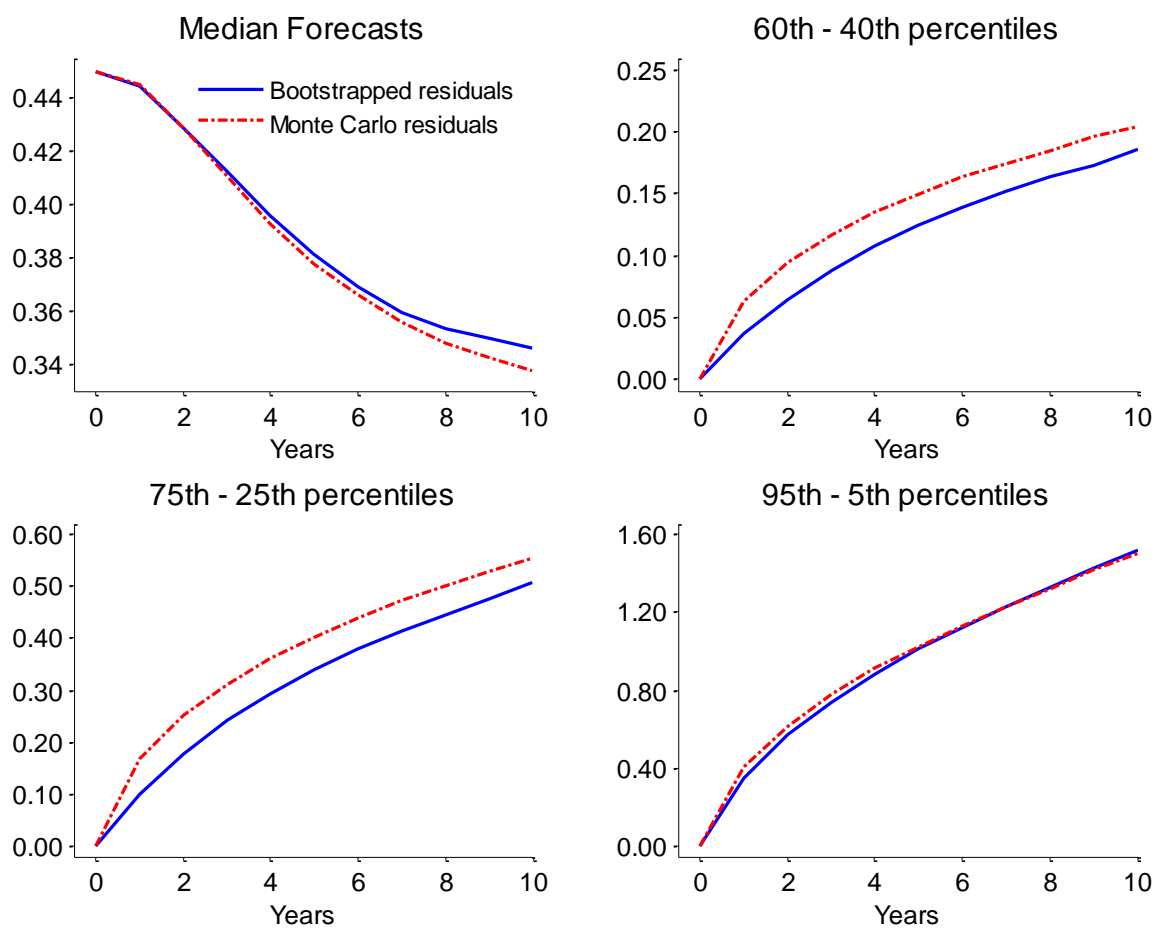 Median Forecasts
0.44
0.42
0.40
0.38
0.36
0.34
Bootstrapped residuals
Monte Carlo residuals
0 2 4 6 8 10
Years
60th - 40th percentiles
0.25
0.20
0.15
0.10
0.05
0.00
0 2 4 6 8 10
Years
75th - 25th percentiles
0.60
0.50
0.40
0.30
0.20
0.10
0.00
0 2 4 6 8 10
Years
95th - 5th percentiles
1.60
1.20
0.80
0.40
0.00
0 2 4 6 8 10
Years